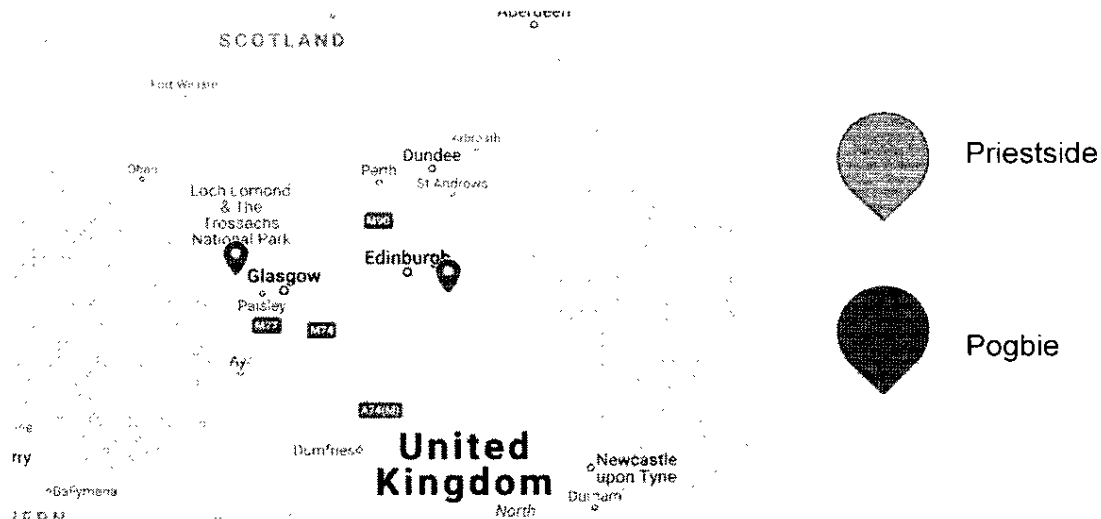 Aberdeen
SCOTLAND
Fort William
Arbroath
Dundee
Oban
Perth
St Andrews
Loch Lomond
& The
Trossachs
National Park
M90
Edinburgh
Glasgow
Paisley
M77
M74
Ayr
A74(M)
Dumfries
United
Kingdom
Newcastle
upon Tyne
Durham
North
rry
Ballymena
Priestside
Pogbie